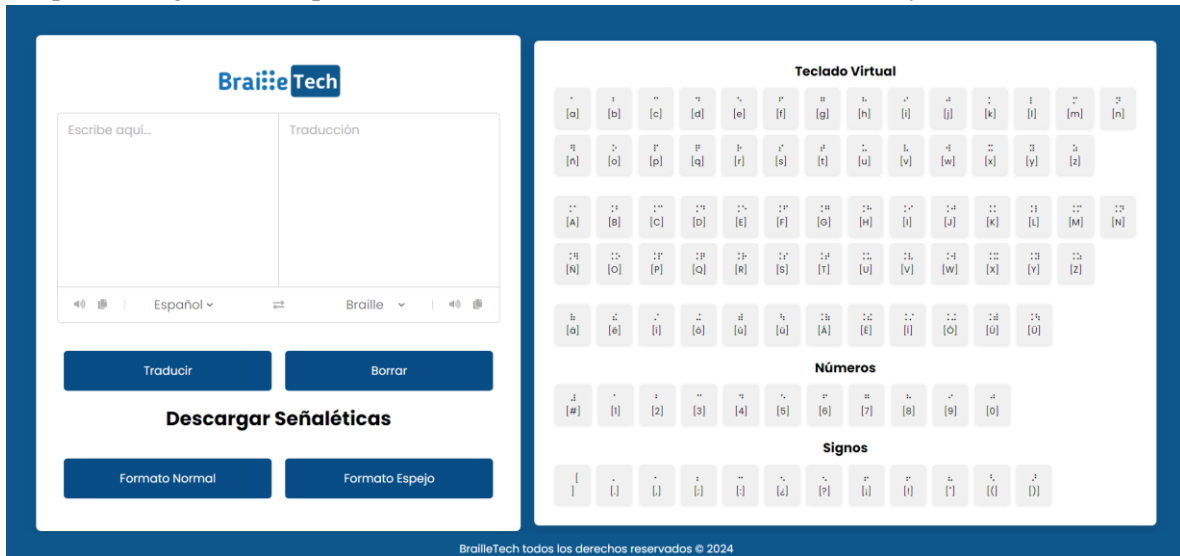 BrailleTech
Escribe aquí...
Traducción
Español
Braille
Traducir
Borrar
Descargar Señaléticas
Formato Normal
Formato Espejo
Teclado Virtual
[a] [b] [c] [d] [e] [f] [g] [h] [i] [j] [k] [l] [m] [n]
[ñ] [o] [p] [q] [r] [s] [t] [u] [v] [w] [x] [y] [z]
[A] [B] [C] [D] [E] [F] [G] [H] [I] [J] [K] [L] [M] [N]
[Ñ] [O] [P] [Q] [R] [S] [T] [U] [V] [W] [X] [Y] [Z]
[á] [é] [í] [ó] [ú] [ü] [Á] [É] [Í] [Ó] [Ú] [Ü]
Números
[#] [1] [2] [3] [4] [5] [6] [7] [8] [9] [0]
Signos
[ ] [.] [,] [;] [:] [¿] [?] [¡] [!] ["] [(] [)]
BrailleTech todos los derechos reservados © 2024